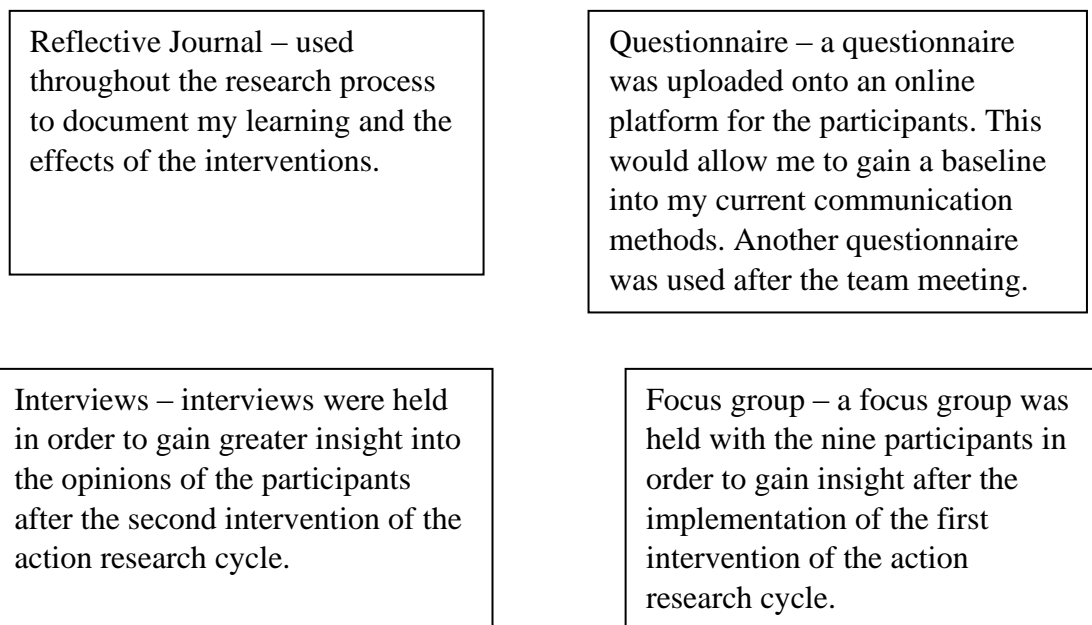 Reflective Journal – used
throughout the research process
to document my learning and the
effects of the interventions.
Questionnaire – a questionnaire
was uploaded onto an online
platform for the participants. This
would allow me to gain a baseline
into my current communication
methods. Another questionnaire
was used after the team meeting.
Interviews – interviews were held
in order to gain greater insight into
the opinions of the participants
after the second intervention of the
action research cycle.
Focus group – a focus group was
held with the nine participants in
order to gain insight after the
implementation of the first
intervention of the action
research cycle.